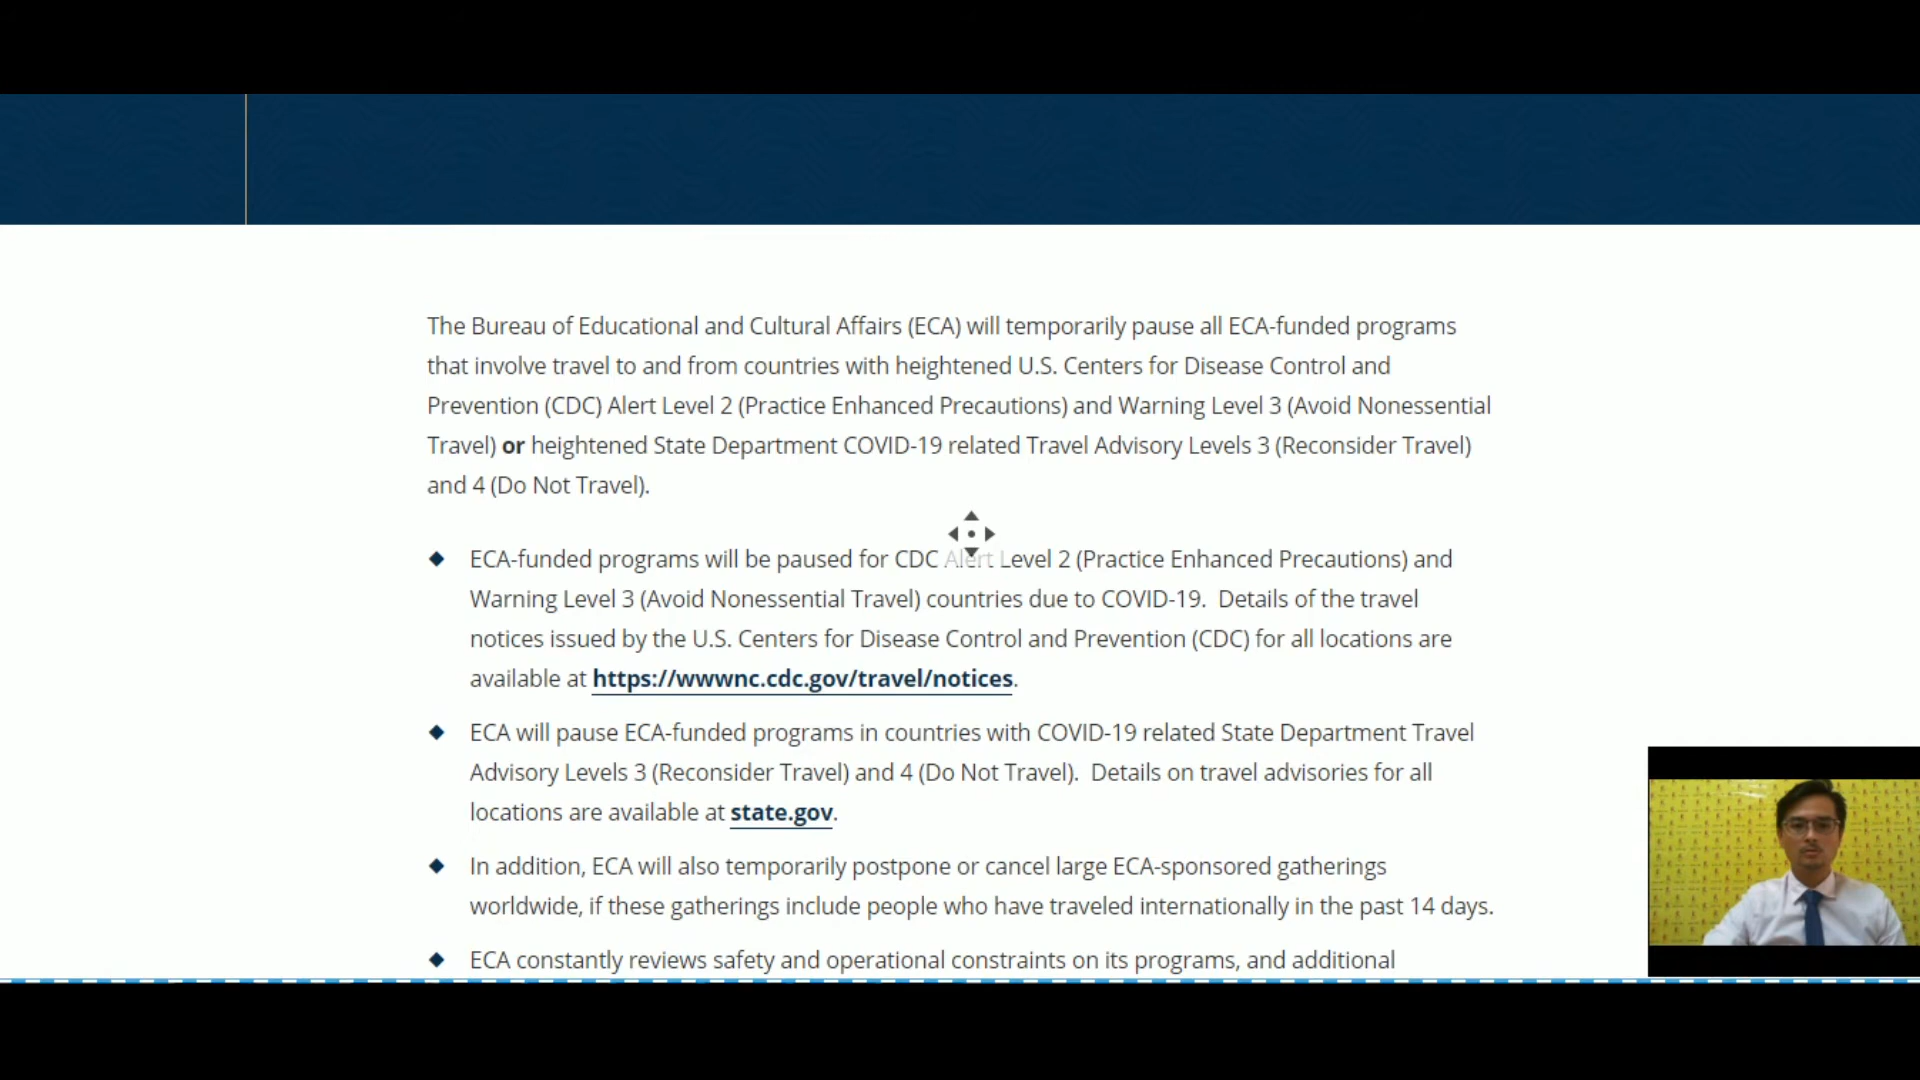 The Bureau of Educational and Cultural Affairs (ECA) will temporarily pause all ECA-funded programs
that involve travel to and from countries with heightened U.S. Centers for Disease Control and
Prevention (CDC) Alert Level 2 (Practice Enhanced Precautions) and Warning Level 3 (Avoid Nonessential
Travel) or heightened State Department COVID-19 related Travel Advisory Levels 3 (Reconsider Travel)
and 4 (Do Not Travel).
ECA-funded programs will be paused for CDC Alert Level 2 (Practice Enhanced Precautions) and
Warning Level 3 (Avoid Nonessential Travel) countries due to COVID-19. Details of the travel
notices issued by the U.S. Centers for Disease Control and Prevention (CDC) for all locations are
available at https://wwwnc.cdc.gov/travel/notices.
ECA will pause ECA-funded programs in countries with COVID-19 related State Department Travel
Advisory Levels 3 (Reconsider Travel) and 4 (Do Not Travel). Details on travel advisories for all
locations are available at state.gov.
In addition, ECA will also temporarily postpone or cancel large ECA-sponsored gatherings
worldwide, if these gatherings include people who have traveled internationally in the past 14 days.
ECA constantly reviews safety and operational constraints on its programs, and additional